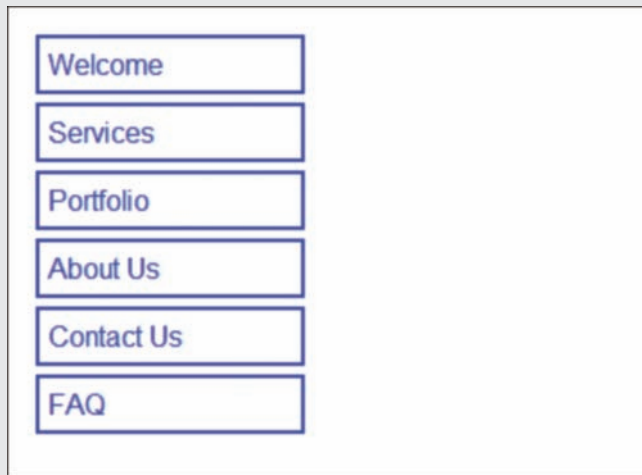 Welcome
Services
Portfolio
About Us
Contact Us
FAQ